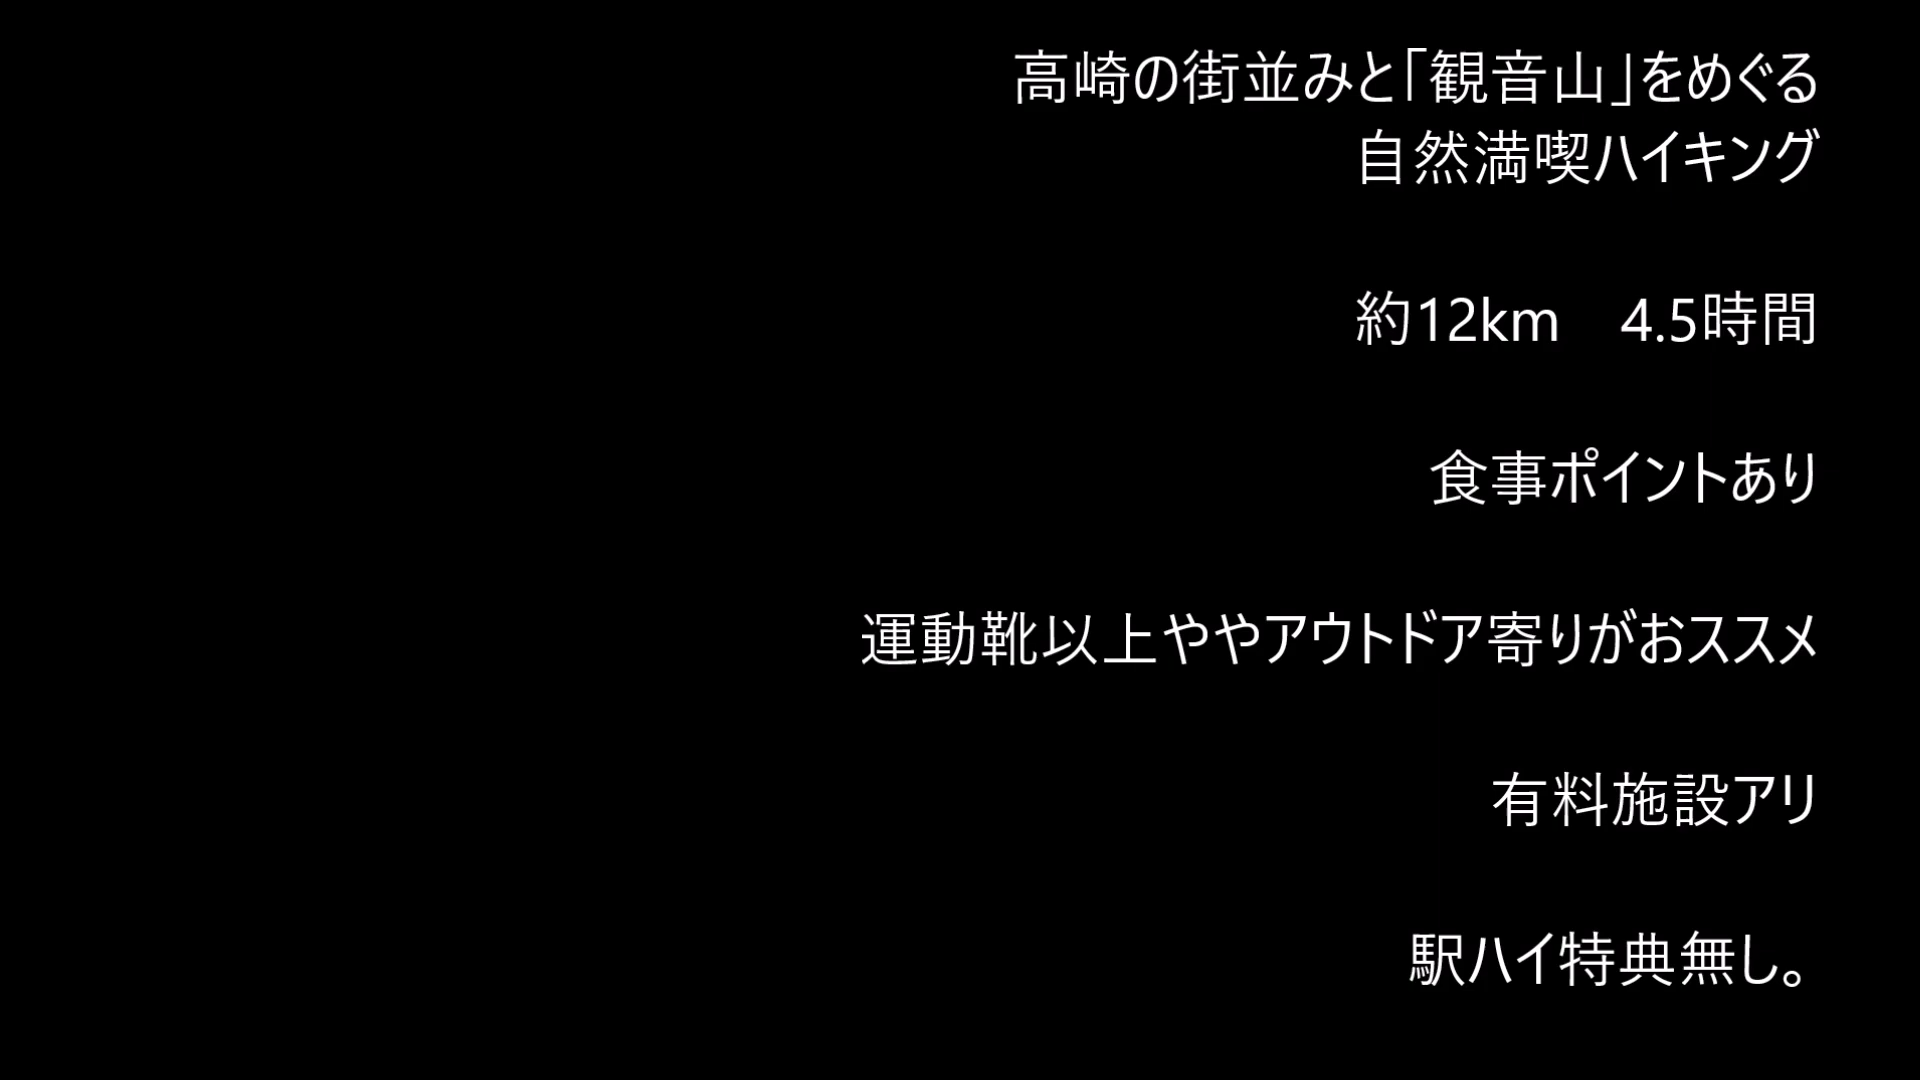 高崎の街並みと「観音山」をめぐる
自然満喫ハイキング
約12km　4.5時間
食事ポイントあり
運動靴以上ややアウトドア寄りがおススメ
有料施設アリ
駅ハイ特典無し。